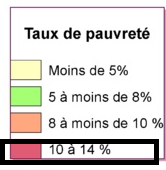 Taux de pauvreté
Moins de 5%
5 à moins de 8%
8 à moins de 10 %
10 à 14 %